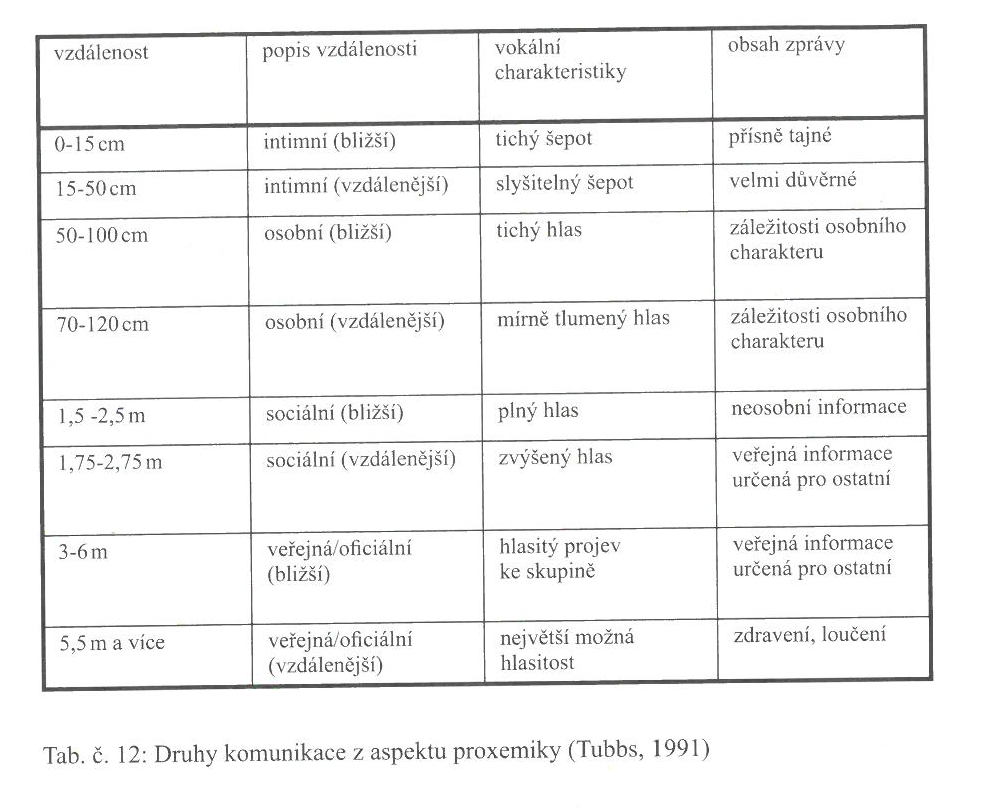 vzdálenost popis vzdálenosti vokální obsah zprávy
charakteristiky
0-15 cm intimní (bližší) tichý šepot přísně tajné
15-50 cm intimní (vzdálenější) slyšitelný šepot velmi důvěrné
50-100 cm osobní (bližší) tichý hlas záležitosti osobního
charakteru
70-120 cm osobní (vzdálenější) mírně tlumený hlas záležitosti osobního
charakteru
1,5 -2,5 m sociální (bližší) plný hlas neosobní informace
1,75-2,75 m sociální (vzdálenější) zvýšený hlas veřejná informace
určená pro ostatní
3-6 m veřejná/oficiální hlasitý projev veřejná informace
(bližší) ke skupině určená pro ostatní
5,5 m a více veřejná/oficiální největší možná zdravení, loučení
(vzdálenější) hlasitost
Tab. č. 12: Druhy komunikace z aspektu proxemiky (Tubbs, 1991)